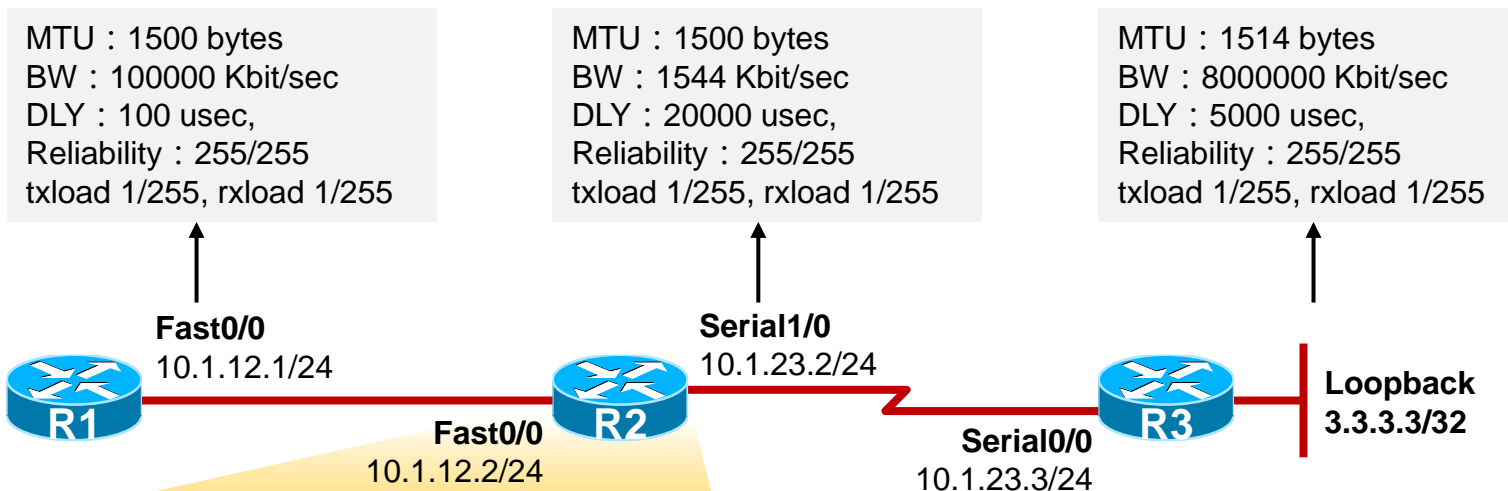 MTU：1500 bytes
BW：100000 Kbit/sec
DLY：100 usec,
Reliability：255/255
txload 1/255, rxload 1/255
MTU：1500 bytes
BW：1544 Kbit/sec
DLY：20000 usec,
Reliability：255/255
txload 1/255, rxload 1/255
MTU：1514 bytes
BW：8000000 Kbit/sec
DLY：5000 usec,
Reliability：255/255
txload 1/255, rxload 1/255
Fast0/0
10.1.12.1/24
Serial1/0
10.1.23.2/24
R1
R2
R3
Loopback
3.3.3.3/32
Fast0/0
10.1.12.2/24
Serial0/0
10.1.23.3/24